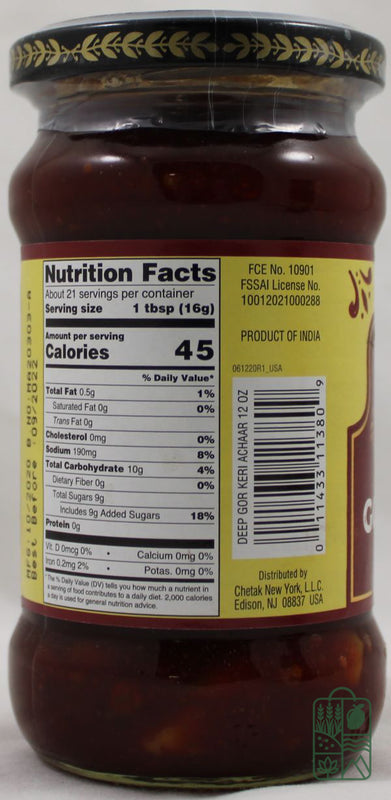 Nutrition Facts
About 21 servings per container
Serving size 1 tbsp (16g)
Amount per serving
Calories 45
% Daily Value*
Total Fat 0.5g 1%
Saturated Fat 0g 0%
Trans Fat 0g
Cholesterol 0mg 0%
Sodium 190mg 8%
Total Carbohydrate 10g 4%
Dietary Fiber 0g 0%
Total Sugars 9g
Includes 9g Added Sugars 18%
Protein 0g
Vit. D 0mcg 0% • Calcium 0mg 0%
Iron 0.2mg 2% • Potas. 0mg 0%
*The % Daily Value (DV) tells you how much a nutrient in
a serving of food contributes to a daily diet. 2,000 calories
a day is used for general nutrition advice.
FCE No. 10901
FSSAI License No.
10012021000288
PRODUCT OF INDIA
061220R1_USA
DEEP GOR KERI ACHAAR 12 OZ
0 11433 11380 9
Distributed by
Chetak New York, L.L.C.
Edison, NJ 08837 USA
Best Before 09/2022